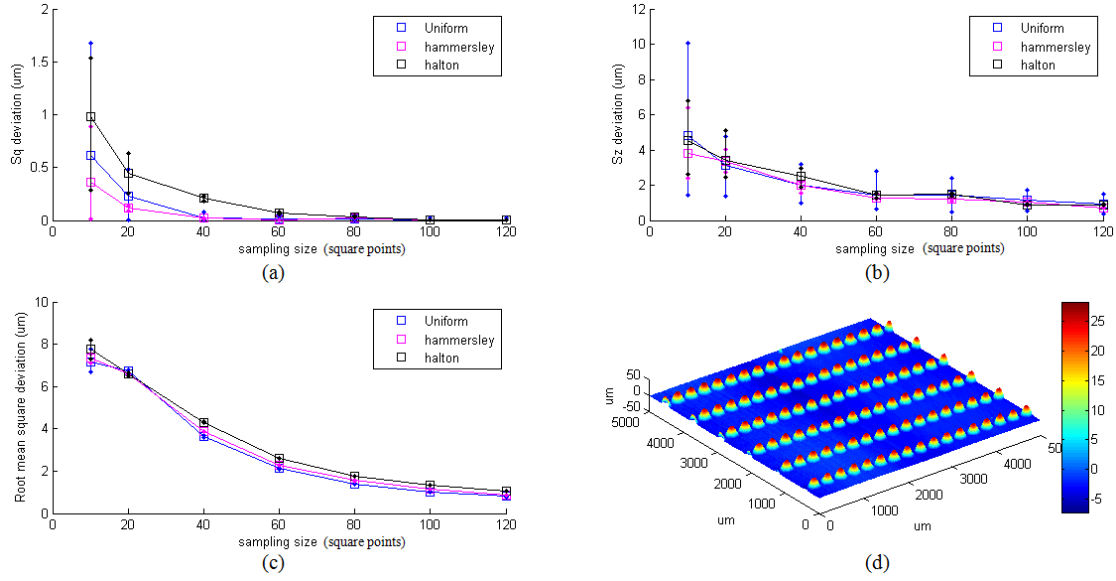 2
1.5
1
0.5
0
0 20 40 60 80 100 120
Sq deviation (um)
sampling size (square points)
Uniform
hammersley
halton
(a)
12
10
8
6
4
2
0
0 20 40 60 80 100 120
Sz deviation (um)
sampling size (square points)
Uniform
hammersley
halton
(b)
10
8
6
4
2
0
0 20 40 60 80 100 120
Root mean square deviation (um)
sampling size (square points)
Uniform
hammersley
halton
(c)
50
0
-50
um
5000
4000
3000
2000
1000
0
um
0
1000
2000
3000
4000
50
um
25
20
15
10
5
0
-5
(d)